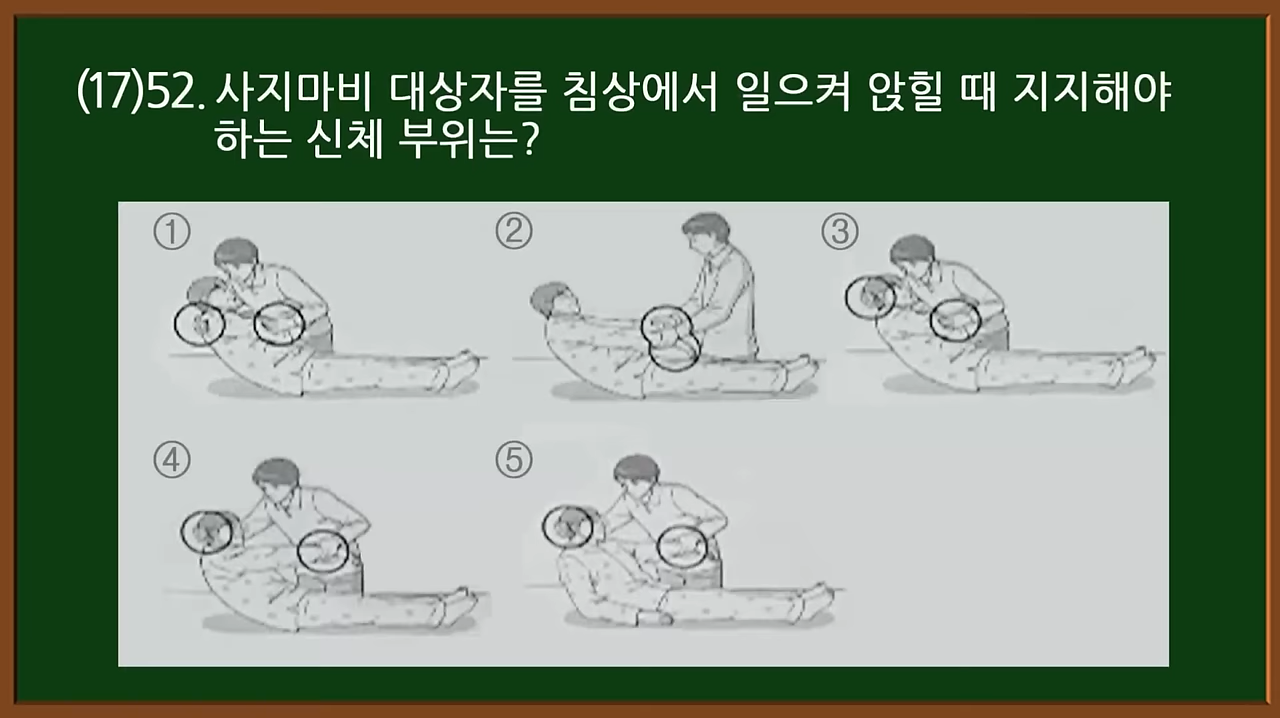 (17)52. 사지마비 대상자를 침상에서 일으켜 앉힐 때 지지해야
하는 신체 부위는?
① ② ③
④ ⑤